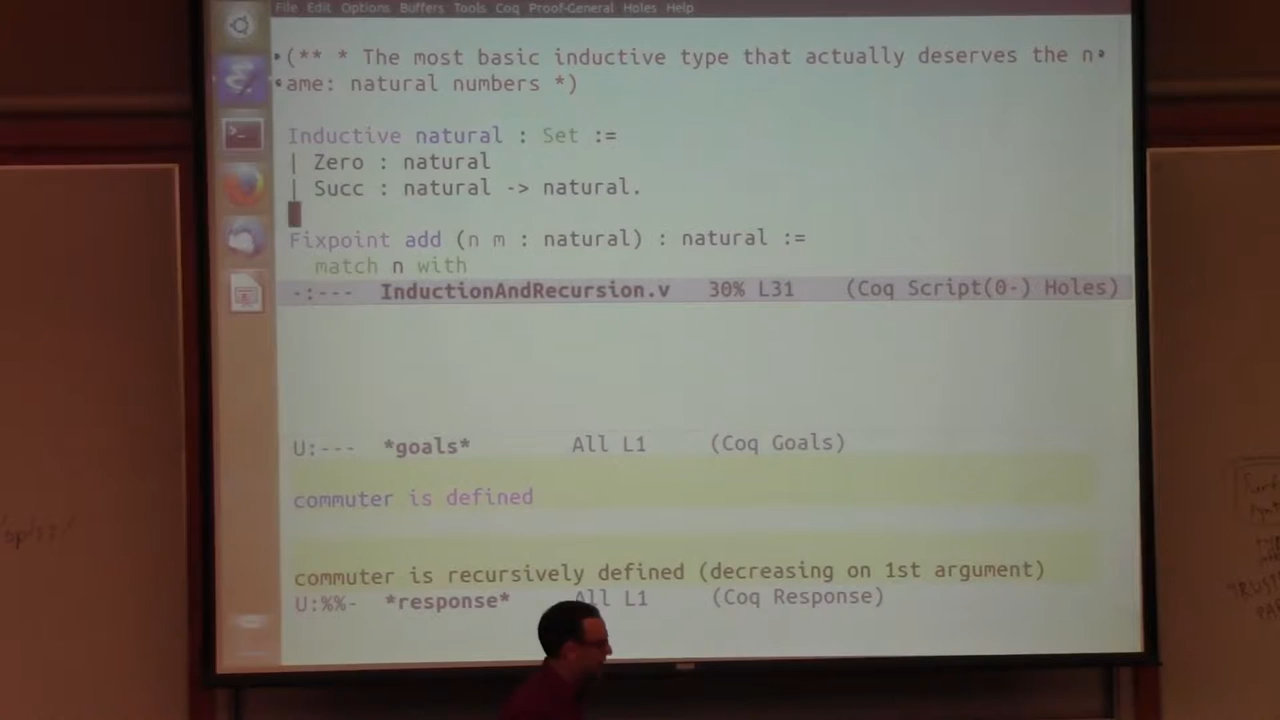 File Edit Options Buffers Tools Coq Proof-General Holes Help
(** * The most basic inductive type that actually deserves the n
ame: natural numbers *)
Inductive natural : Set :=
| Zero : natural
| Succ : natural -> natural.
Fixpoint add (n m : natural) : natural :=
match n with
-:--- InductionAndRecursion.v 30% L31 (Coq Script(0-) Holes)
U:--- *goals* All L1 (Coq Goals)
commuter is defined
commuter is recursively defined (decreasing on 1st argument)
U:%%- *response* All L1 (Coq Response)